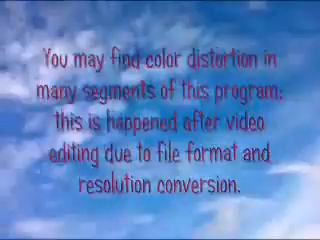 You may find color distortion in
many segments of this program;
this is happened after video
editing due to file format and
resolution conversion.